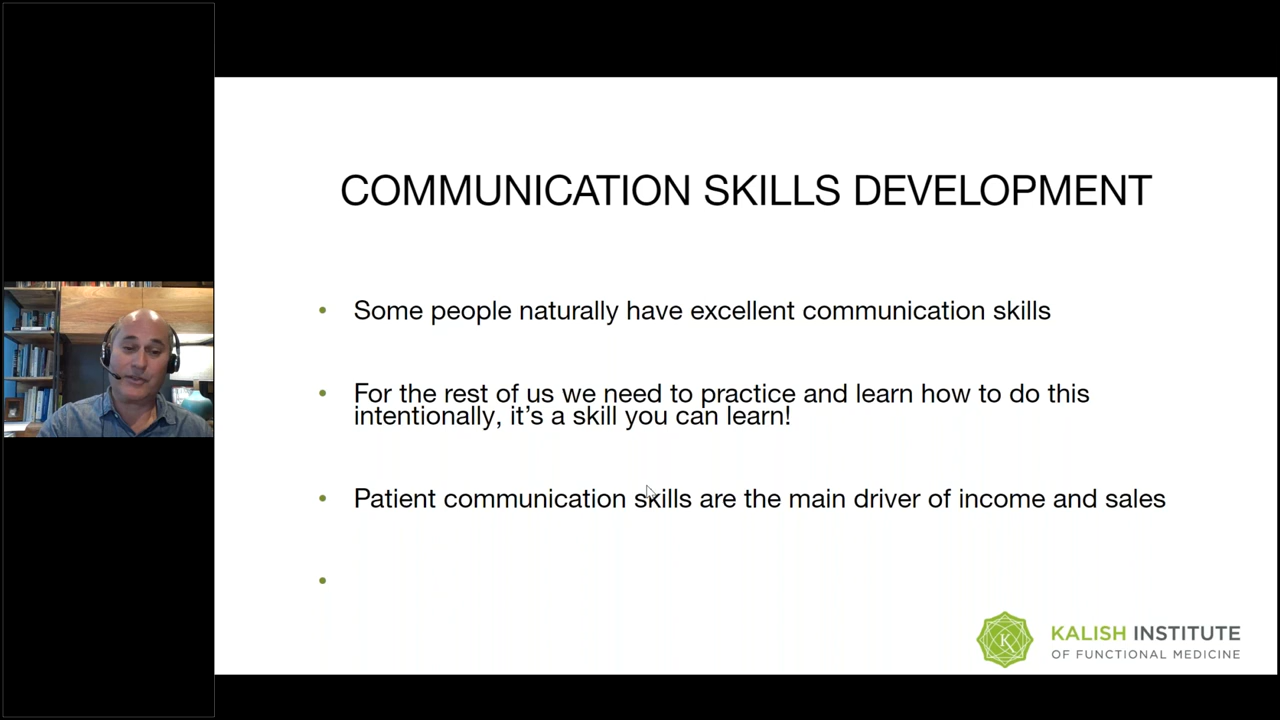 COMMUNICATION SKILLS DEVELOPMENT
• Some people naturally have excellent communication skills
• For the rest of us we need to practice and learn how to do this
intentionally, it’s a skill you can learn!
• Patient communication skills are the main driver of income and sales
•
K
KALISH INSTITUTE
OF FUNCTIONAL MEDICINE